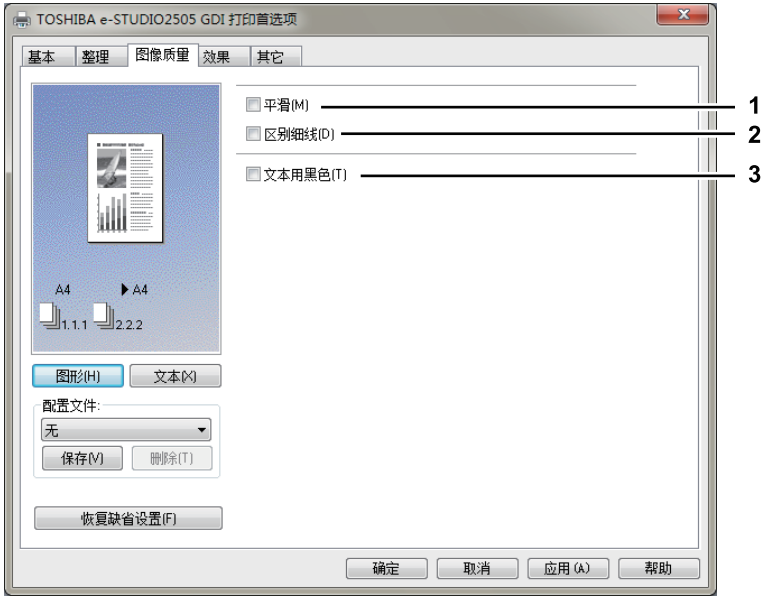 TOSHIBA e-STUDIO2505 GDI 打印首选项
基本 整理 图像质量 效果 其它
平滑(M) 1
区别细线(D) 2
文本用黑色(T) 3
A4 A4
1.1.1 2.2.2
图形(H) 文本(X)
配置文件:
无
保存(V) 删除(T)
恢复缺省设置(F)
确定 取消 应用(A) 帮助